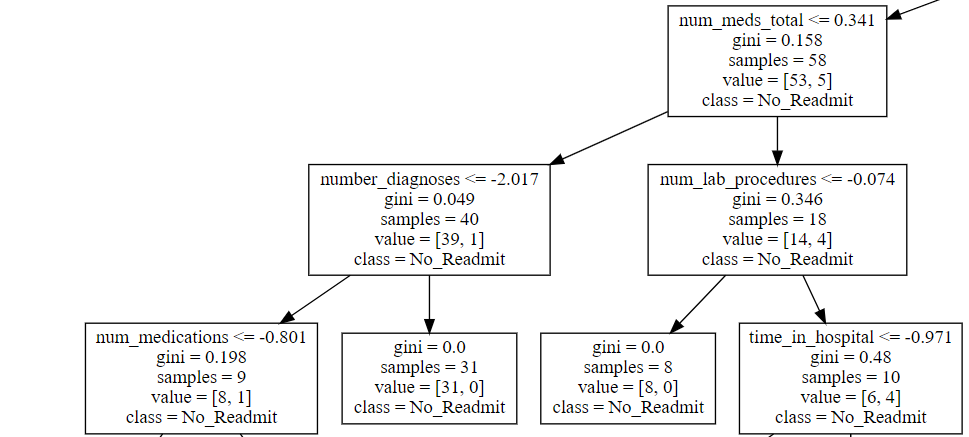 num_meds_total <= 0.341
gini = 0.158
samples = 58
value = [53, 5]
class = No_Readmit
number_diagnoses <= -2.017
gini = 0.049
samples = 40
value = [39, 1]
class = No_Readmit
num_lab_procedures <= -0.074
gini = 0.346
samples = 18
value = [14, 4]
class = No_Readmit
num_medications <= -0.801
gini = 0.198
samples = 9
value = [8, 1]
class = No_Readmit
gini = 0.0
samples = 31
value = [31, 0]
class = No_Readmit
gini = 0.0
samples = 8
value = [8, 0]
class = No_Readmit
time_in_hospital <= -0.971
gini = 0.48
samples = 10
value = [6, 4]
class = No_Readmit